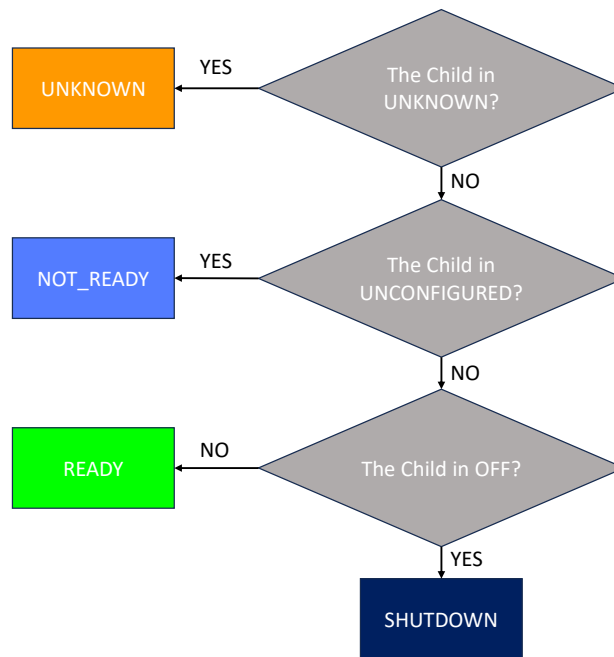 YES
UNKNOWN
The Child in
UNKNOWN?
NO
YES
NOT_READY
The Child in
UNCONFIGURED?
NO
NO
READY
The Child in OFF?
YES
SHUTDOWN